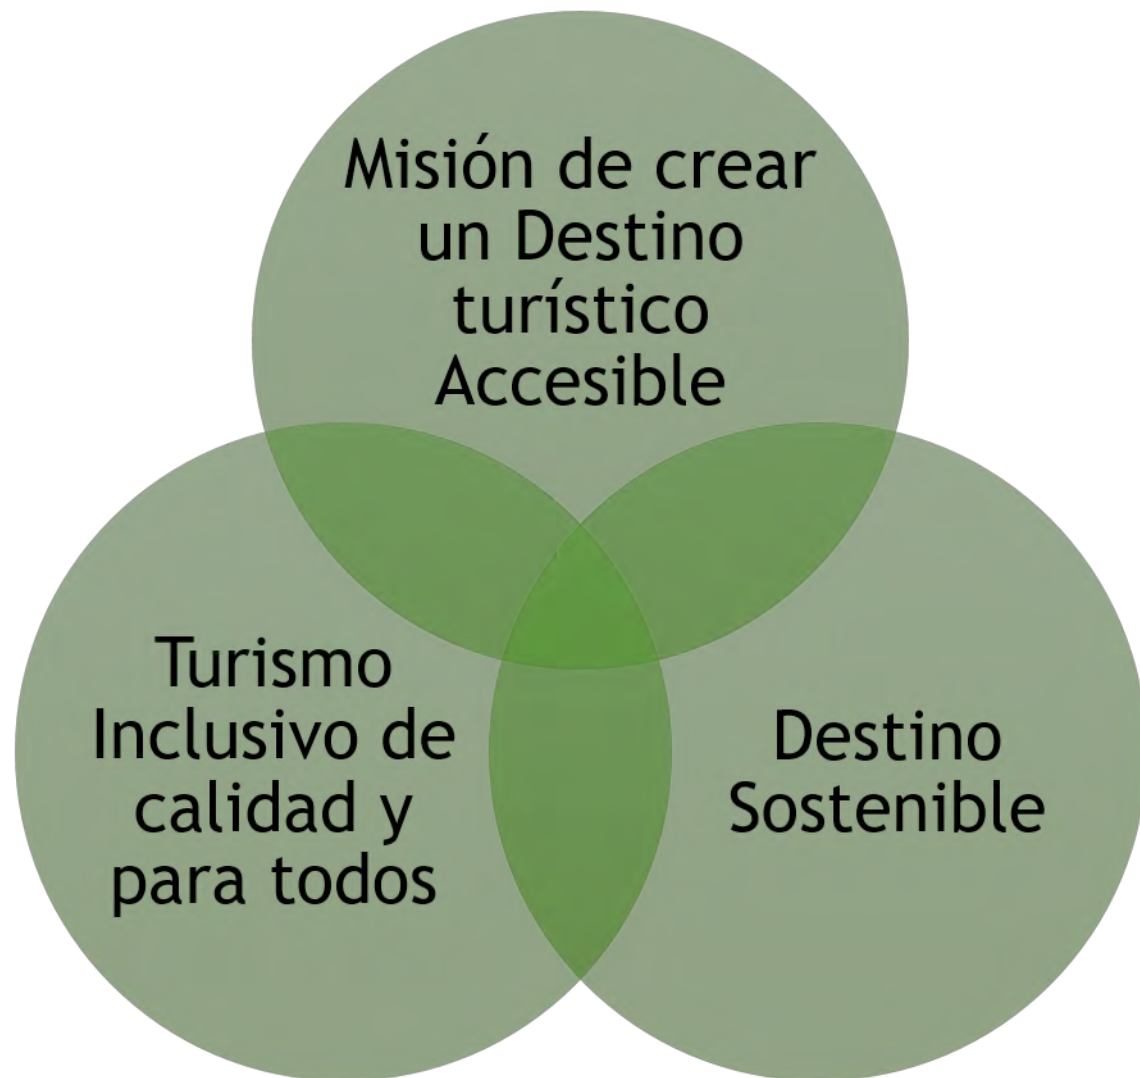 Misión de crear
un Destino
turístico
Accesible
Turismo
Inclusivo de
calidad y
para todos
Destino
Sostenible